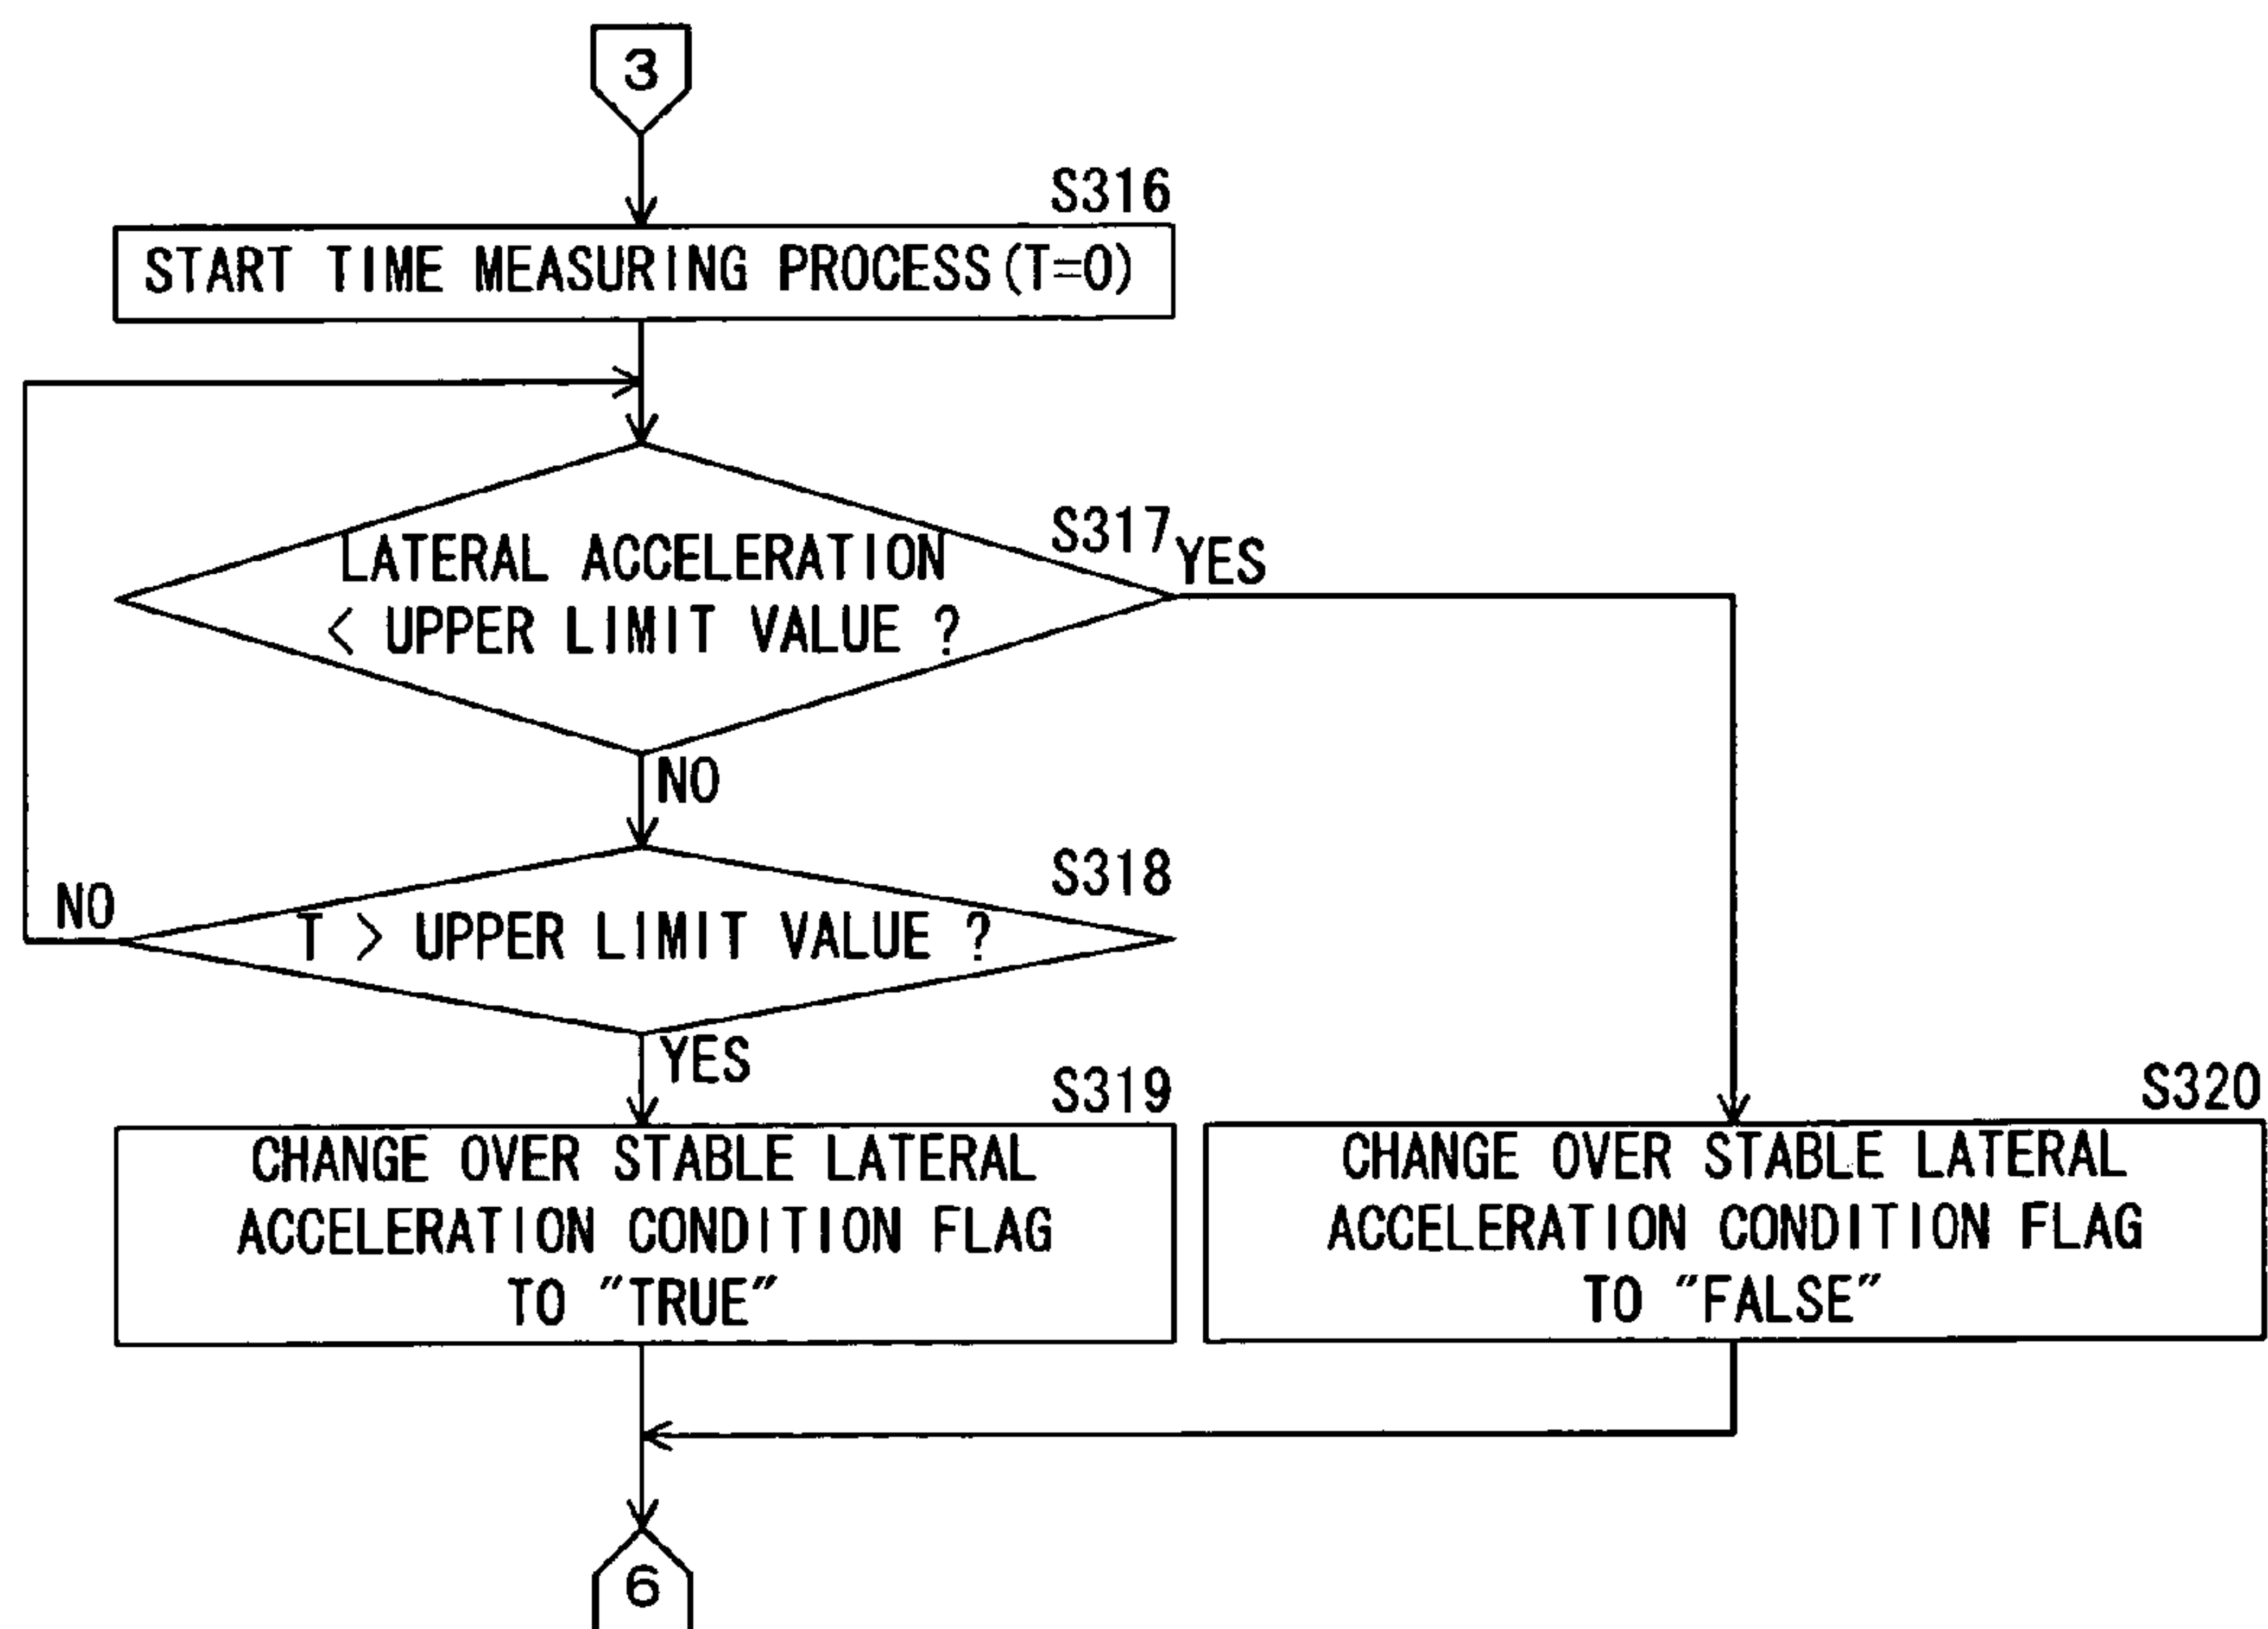 3
S316
START TIME MEASURING PROCESS(T=0)
S317
YES
LATERAL ACCELERATION
< UPPER LIMIT VALUE ?
NO
S318
NO
T > UPPER LIMIT VALUE ?
YES
S319
CHANGE OVER STABLE LATERAL
ACCELERATION CONDITION FLAG
TO "TRUE"
S320
CHANGE OVER STABLE LATERAL
ACCELERATION CONDITION FLAG
TO "FALSE"
6